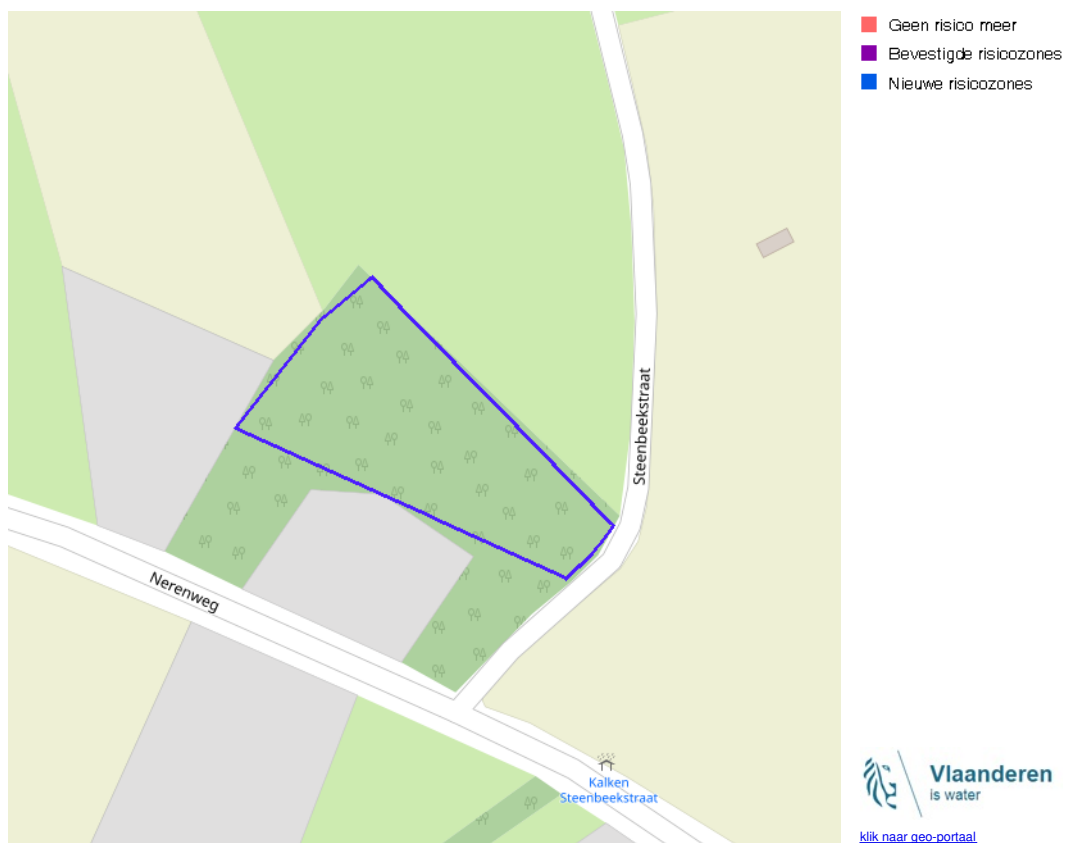 Geen risico meer
Bevestigde risicozones
Nieuwe risicozones
Steenbeekstraat
Nerenweg
Kalken
Steenbeekstraat
Vlaanderen
is water
klik naar geo-portaal